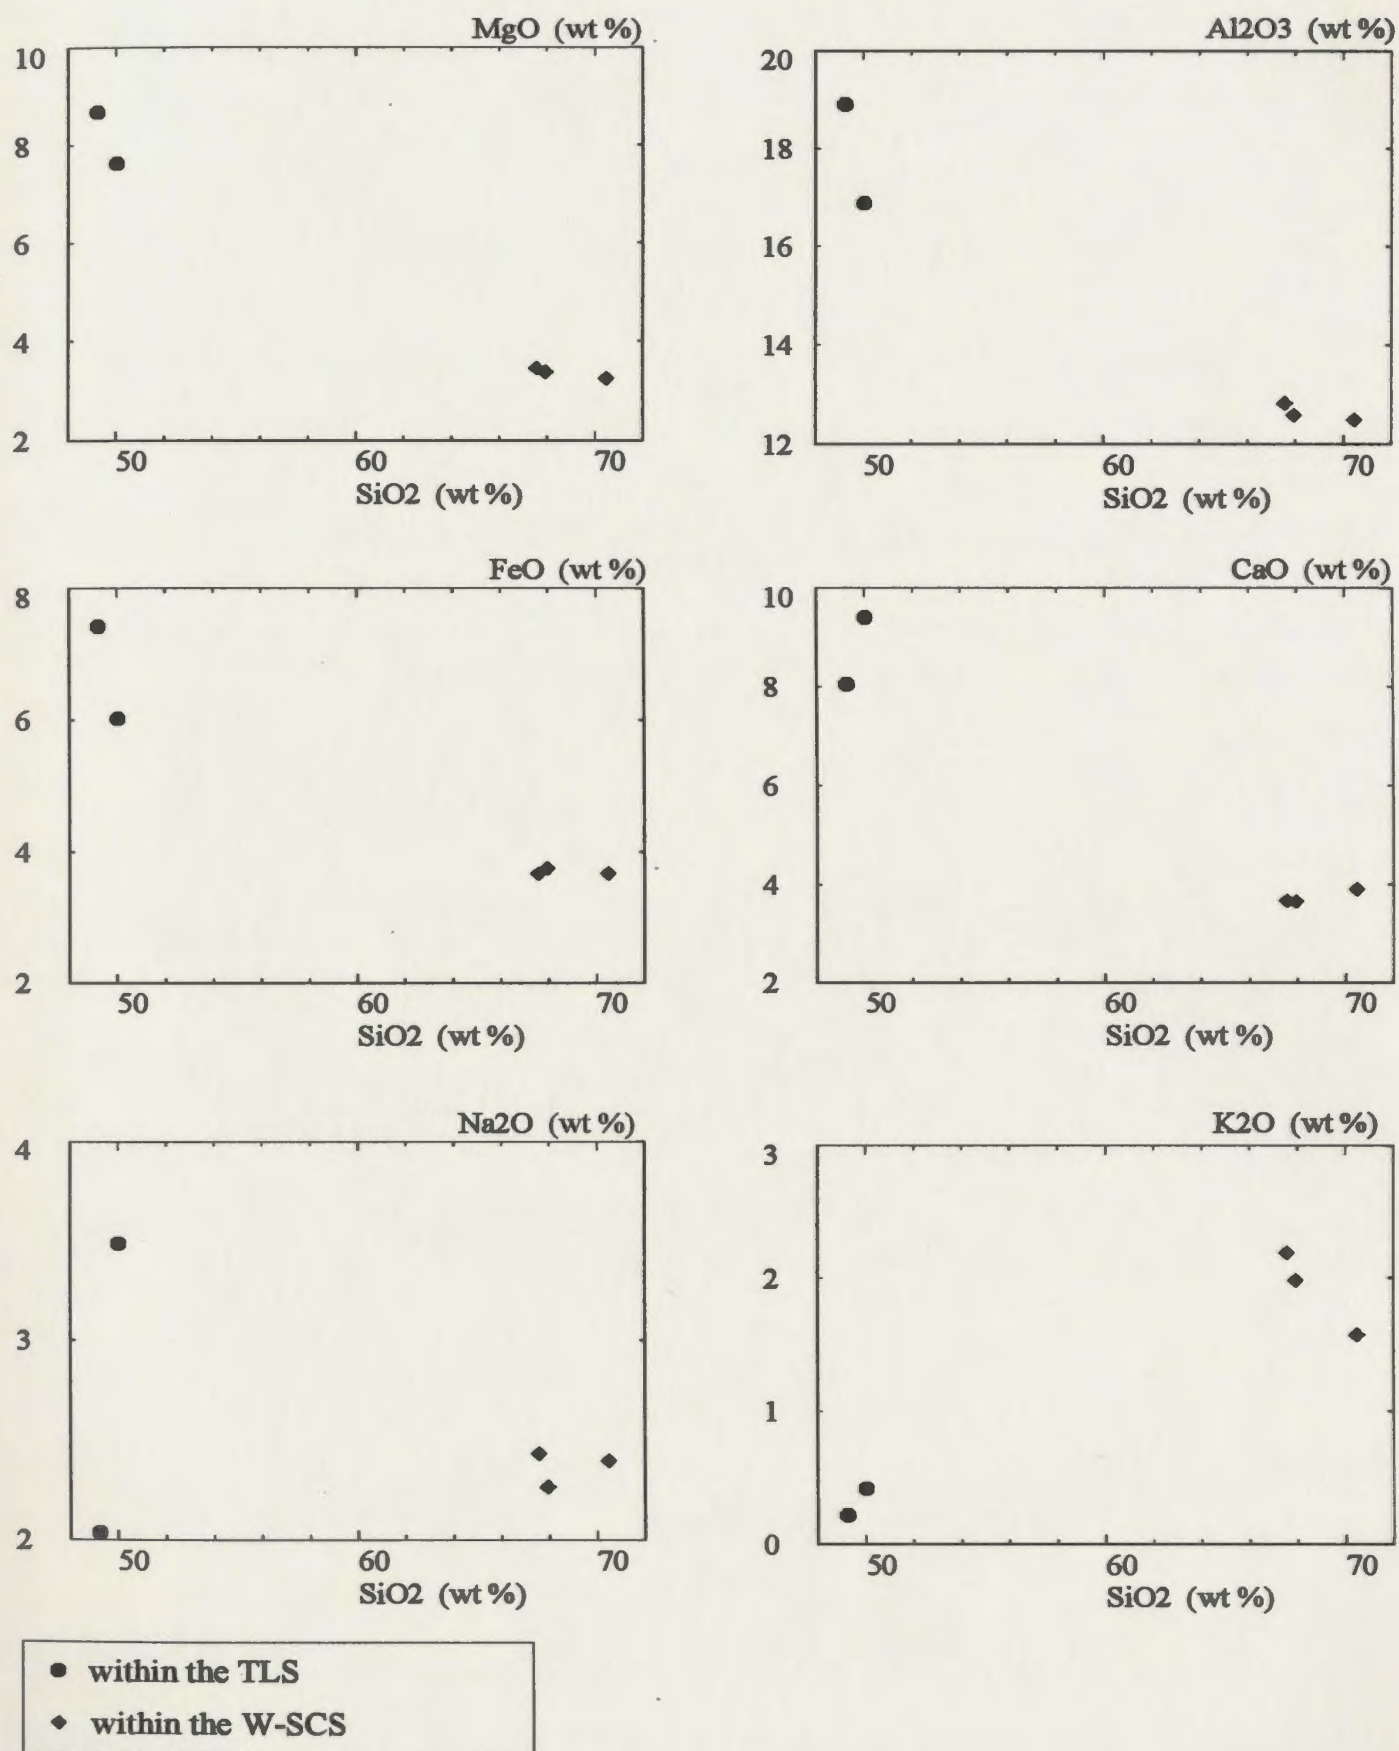 MgO (wt %)
10
8
6
4
2
50 60 70
SiO2 (wt %)
Al2O3 (wt %)
20
18
16
14
12
50 60 70
SiO2 (wt %)
FeO (wt %)
8
6
4
2
50 60 70
SiO2 (wt %)
CaO (wt %)
10
8
6
4
2
50 60 70
SiO2 (wt %)
Na2O (wt %)
4
3
2
50 60 70
SiO2 (wt %)
K2O (wt %)
3
2
1
0
50 60 70
SiO2 (wt %)
within the TLS
within the W-SCS